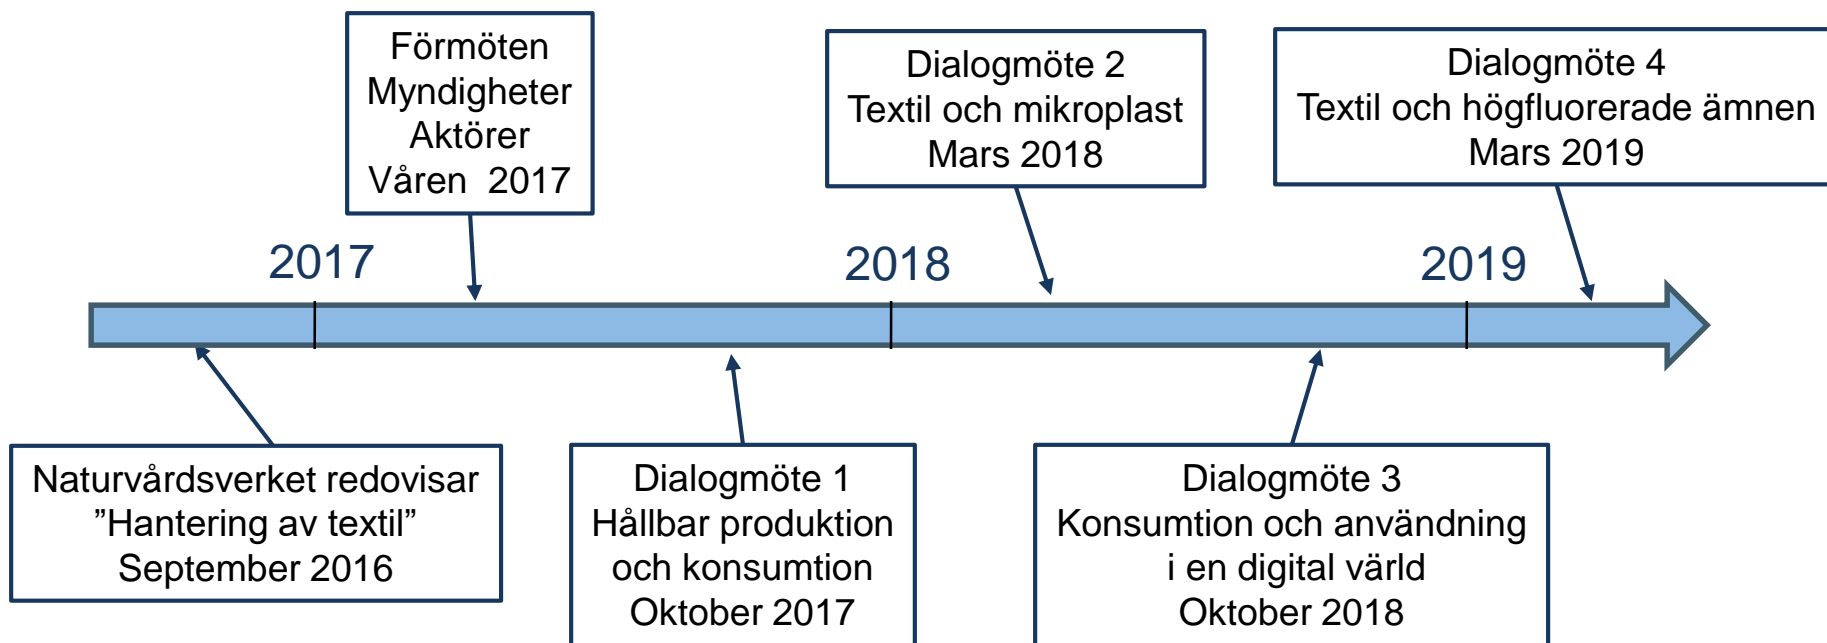 Förmöten
Myndigheter
Aktörer
Våren  2017
Dialogmöte 2
Textil och mikroplast
Mars 2018
Dialogmöte 4
Textil och högfluorerade ämnen
Mars 2019
2017
2018
2019
Naturvårdsverket redovisar
”Hantering av textil”
September 2016
Dialogmöte 1
Hållbar produktion
och konsumtion
Oktober 2017
Dialogmöte 3
Konsumtion och användning
i en digital värld
Oktober 2018